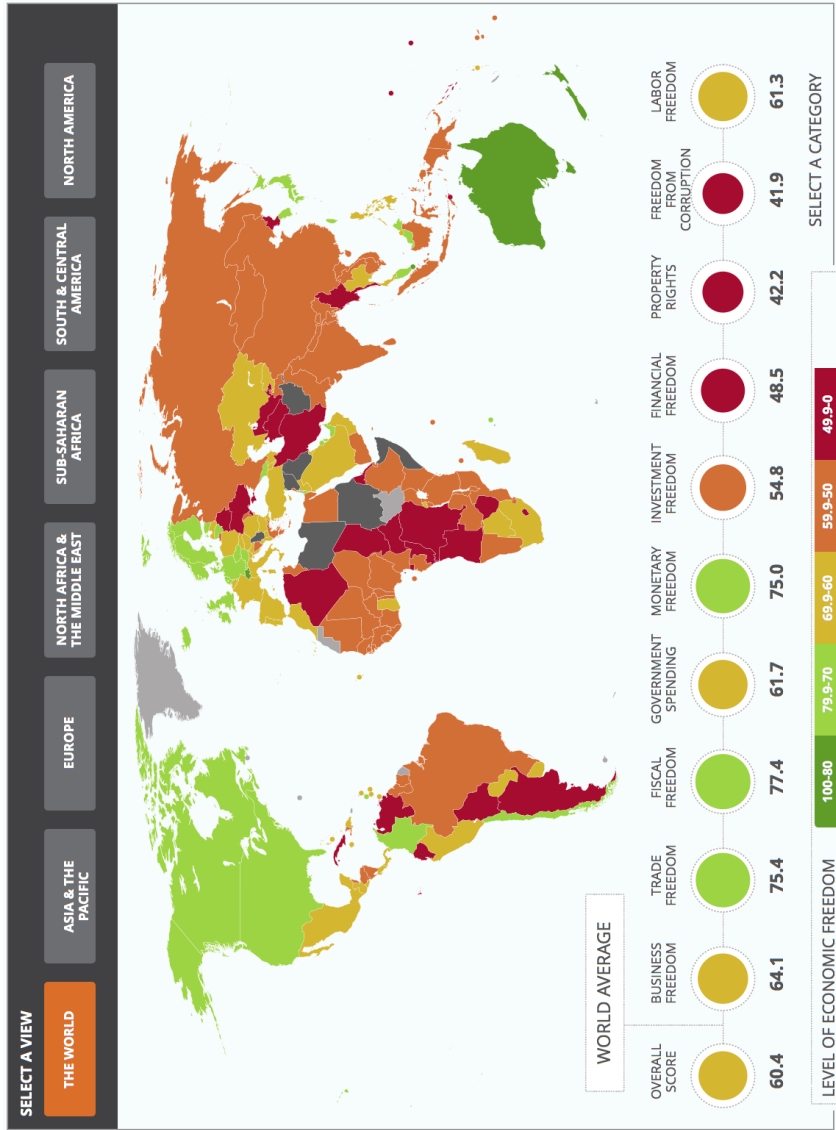 SELECT A VIEW
THE WORLD
ASIA & THE
PACIFIC
EUROPE
NORTH AFRICA &
THE MIDDLE EAST
SUB-SAHARAN
AFRICA
SOUTH & CENTRAL
AMERICA
NORTH AMERICA
WORLD AVERAGE
OVERALL
SCORE
60.4
BUSINESS
FREEDOM
64.1
TRADE
FREEDOM
75.4
FISCAL
FREEDOM
77.4
GOVERNMENT
SPENDING
61.7
MONETARY
FREEDOM
75.0
INVESTMENT
FREEDOM
54.8
FINANCIAL
FREEDOM
48.5
PROPERTY
RIGHTS
42.2
FREEDOM
FROM
CORRUPTION
41.9
LABOR
FREEDOM
61.3
SELECT A CATEGORY
LEVEL OF ECONOMIC FREEDOM
100-80
79.9-70
69.9-60
59.9-50
49.9-0